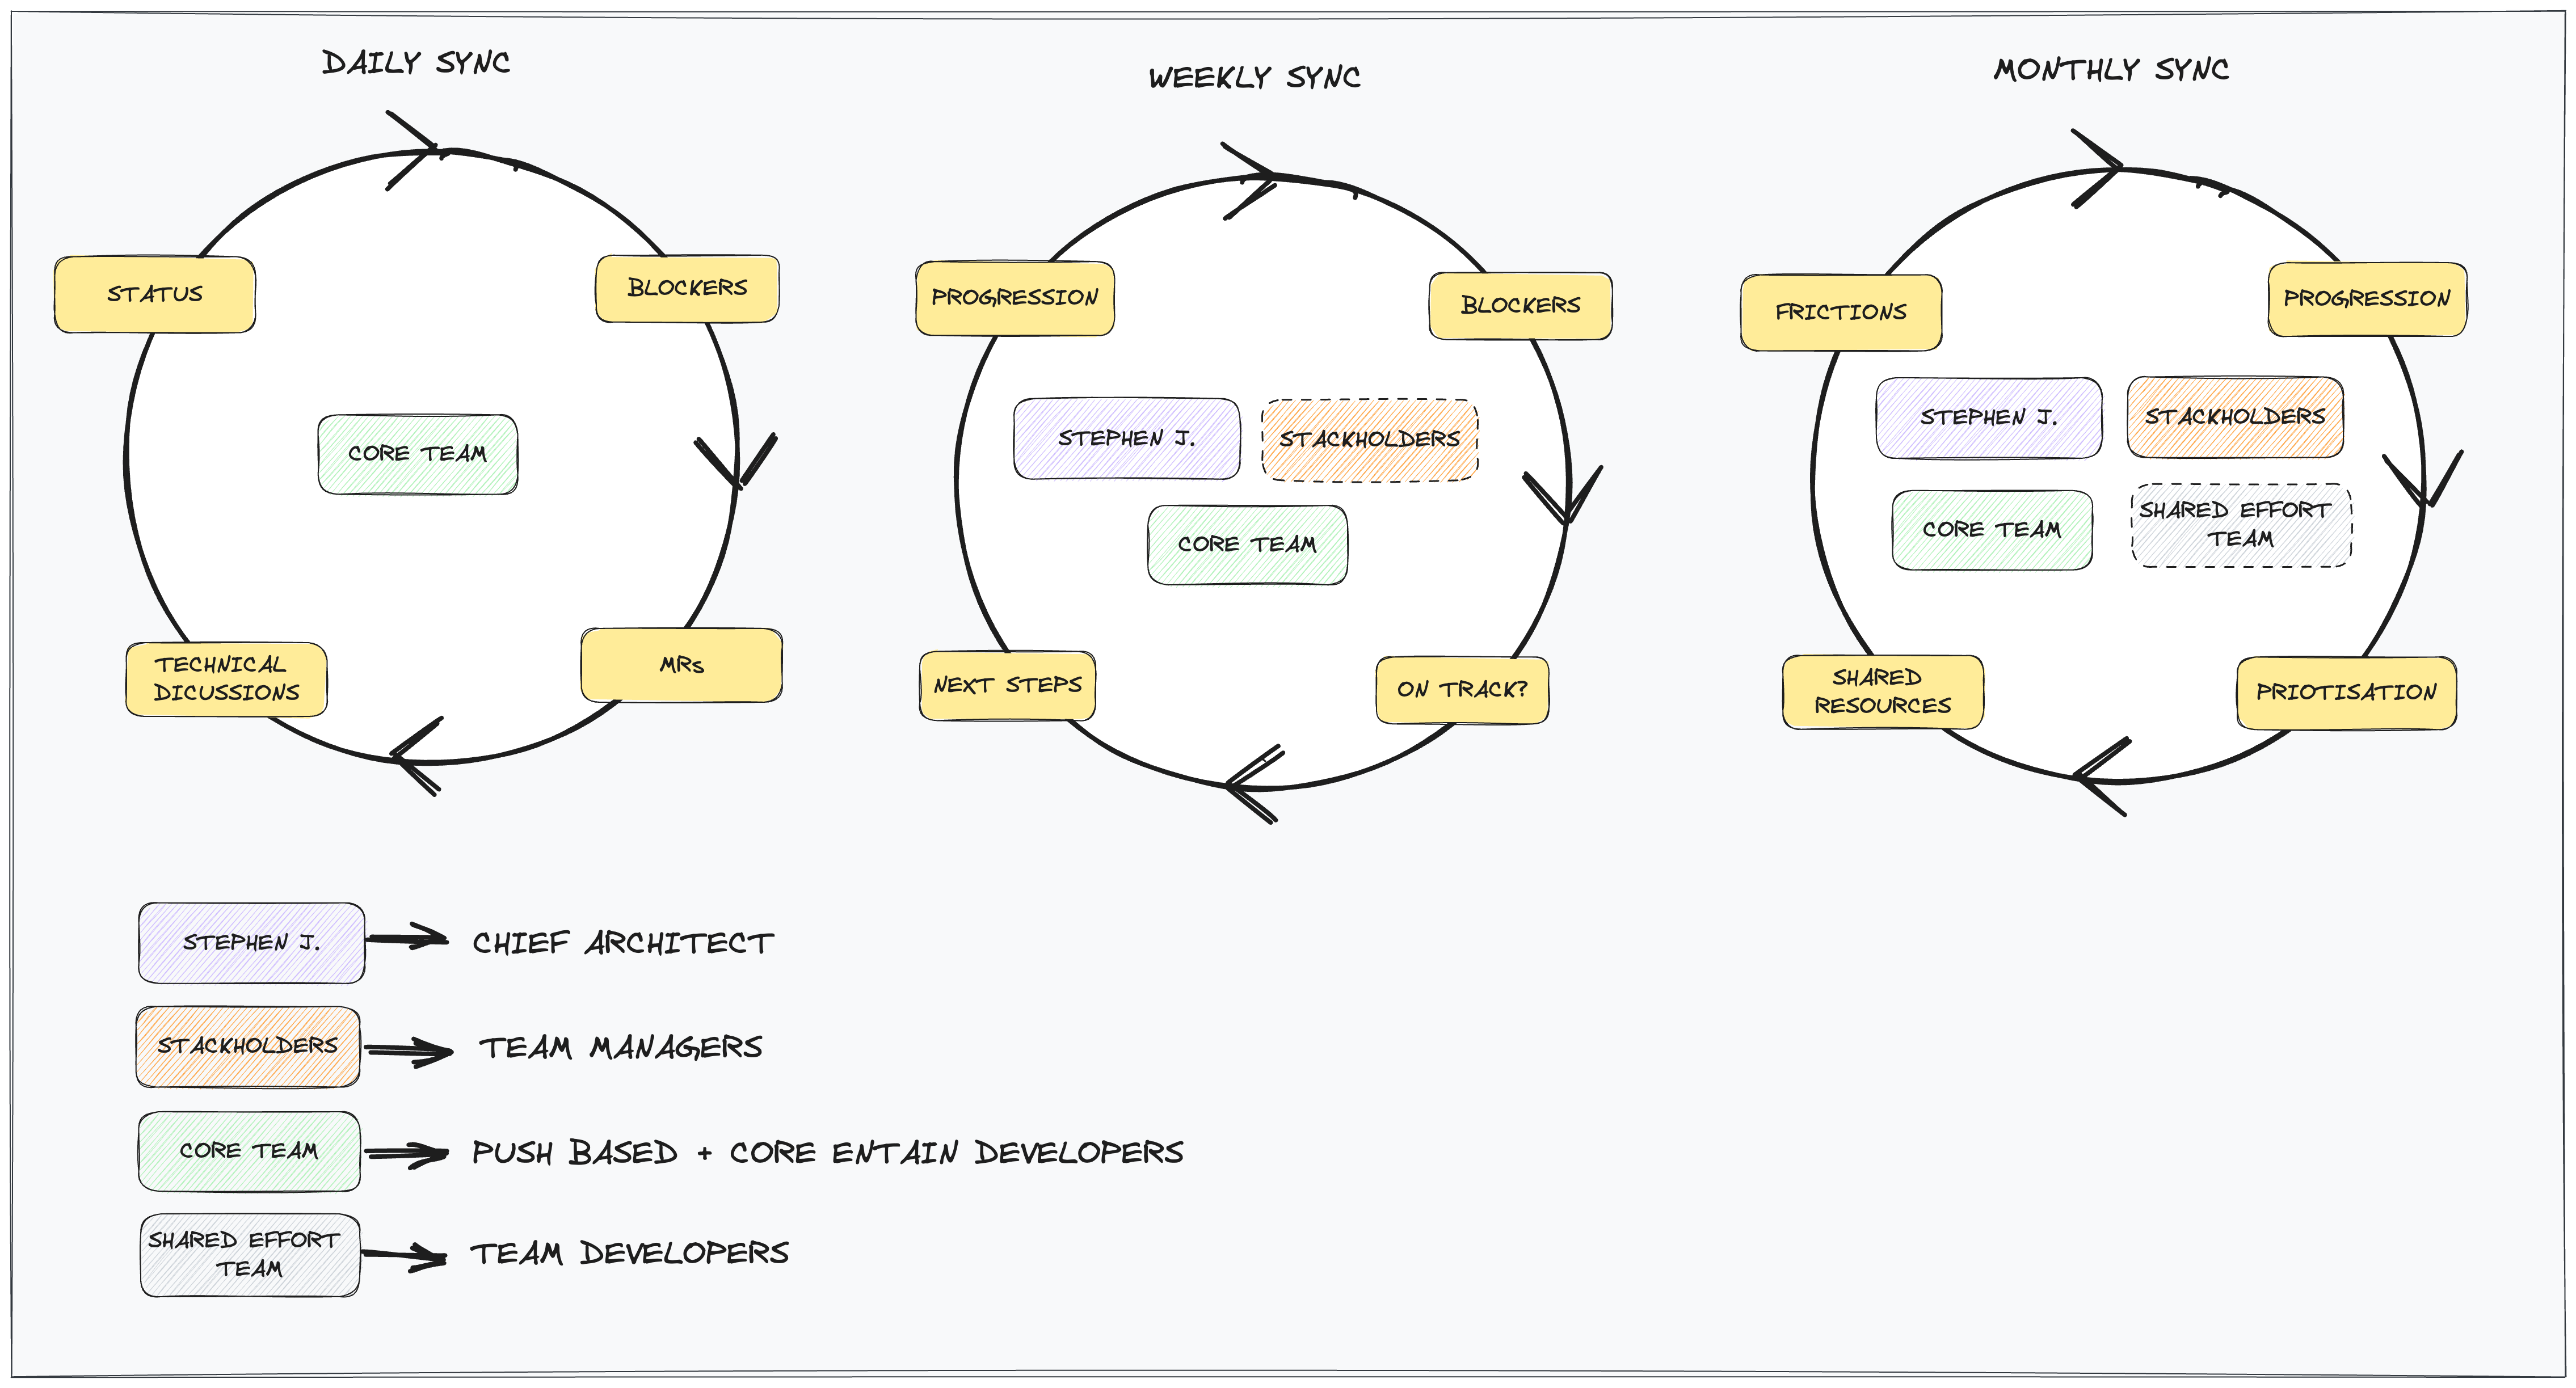 DAILY SYNC
STATUS
BLOCKERS
CORE TEAM
TECHNICAL
DICUSSIONS
MRs
WEEKLY SYNC
PROGRESSION
BLOCKERS
STEPHEN J.
STACKHOLDERS
CORE TEAM
NEXT STEPS
ON TRACK?
MONTHLY SYNC
FRICTIONS
PROGRESSION
STEPHEN J.
STACKHOLDERS
CORE TEAM
SHARED EFFORT
TEAM
SHARED
RESOURCES
PRIOTISATION
STEPHEN J.
CHIEF ARCHITECT
STACKHOLDERS
TEAM MANAGERS
CORE TEAM
PUSH BASED + CORE ENTAIN DEVELOPERS
SHARED EFFORT
TEAM
TEAM DEVELOPERS